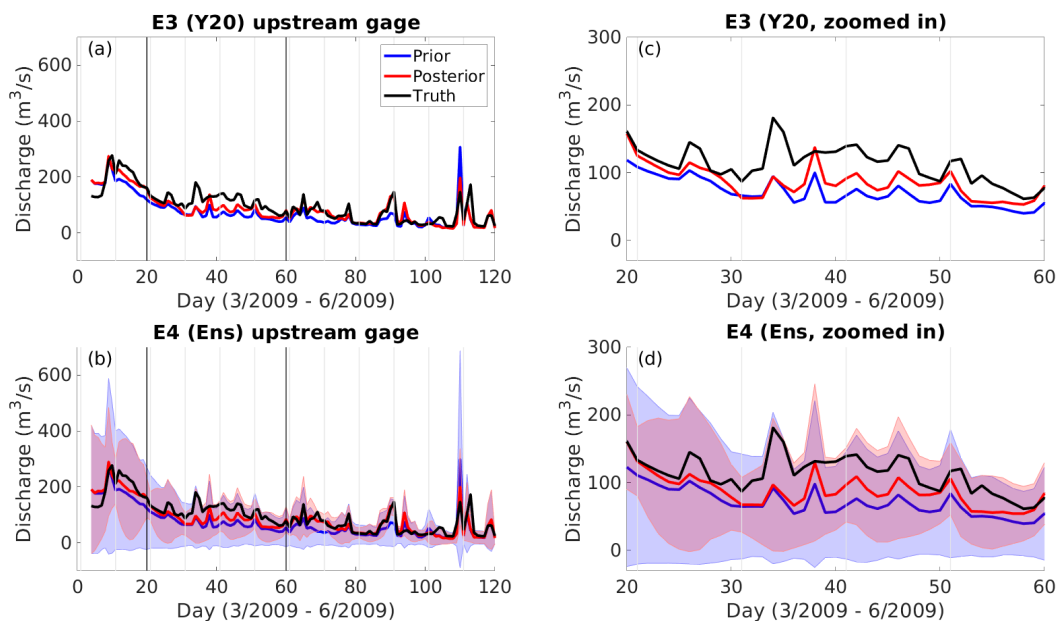 E3 (Y20) upstream gage
(a)
Prior
Posterior
Truth
Discharge (m³/s)
600
400
200
0
0 20 40 60 80 100 120
Day (3/2009 - 6/2009)
E3 (Y20, zoomed in)
(c)
Discharge (m³/s)
300
200
100
0
20 30 40 50 60
Day (3/2009 - 6/2009)
E4 (Ens) upstream gage
(b)
Discharge (m³/s)
600
400
200
0
0 20 40 60 80 100 120
Day (3/2009 - 6/2009)
E4 (Ens, zoomed in)
(d)
Discharge (m³/s)
300
200
100
0
20 30 40 50 60
Day (3/2009 - 6/2009)